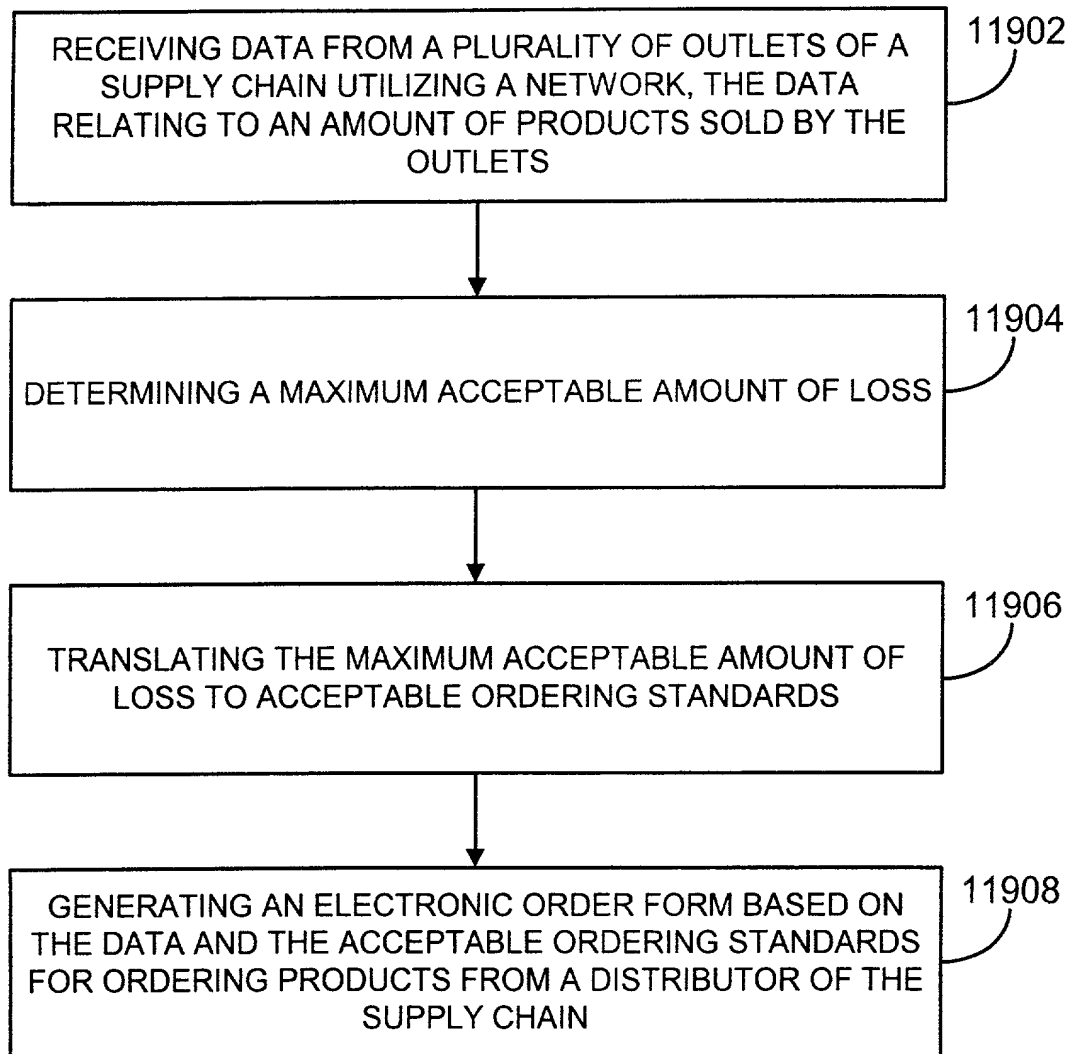 RECEIVING DATA FROM A PLURALITY OF OUTLETS OF A
SUPPLY CHAIN UTILIZING A NETWORK, THE DATA
RELATING TO AN AMOUNT OF PRODUCTS SOLD BY THE
OUTLETS
11902
DETERMINING A MAXIMUM ACCEPTABLE AMOUNT OF LOSS
11904
TRANSLATING THE MAXIMUM ACCEPTABLE AMOUNT OF
LOSS TO ACCEPTABLE ORDERING STANDARDS
11906
GENERATING AN ELECTRONIC ORDER FORM BASED ON
THE DATA AND THE ACCEPTABLE ORDERING STANDARDS
FOR ORDERING PRODUCTS FROM A DISTRIBUTOR OF THE
SUPPLY CHAIN
11908